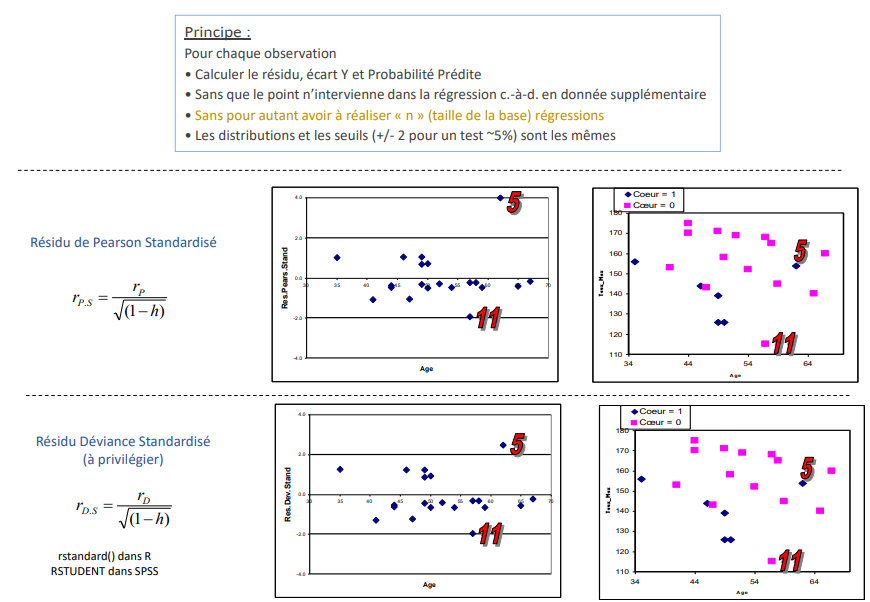 Principe :
Pour chaque observation
• Calculer le résidu, écart Y et Probabilité Prédite
• Sans que le point n’intervienne dans la régression c.-à-d. en donnée supplémentaire
• Sans pour autant avoir à réaliser « n » (taille de la base) régressions
• Les distributions et les seuils (+/- 2 pour un test ~5%) sont les mêmes
Résidu de Pearson Standardisé
r_P.S = r_P / √(1−h)
Res.Pears.Stand
4.0
2.0
0.0
-2.0
-4.0
30 35 40 45 50 55 60 65 70
Age
5
11
Coeur = 1
Cœur = 0
Taux_Max
180
170
160
150
140
130
120
110
34 44 54 64
Age
5
11
Résidu Déviance Standardisé
(à privilégier)
r_D.S = r_D / √(1−h)
rstandard() dans R
RSTUDENT dans SPSS
Res.Dev.Stand
4.0
2.0
0.0
-2.0
-4.0
30 35 40 45 50 55 60 65 70
Age
5
11
Coeur = 1
Cœur = 0
180
170
160
150
140
130
120
110
34 44 54 64
Age
5
11